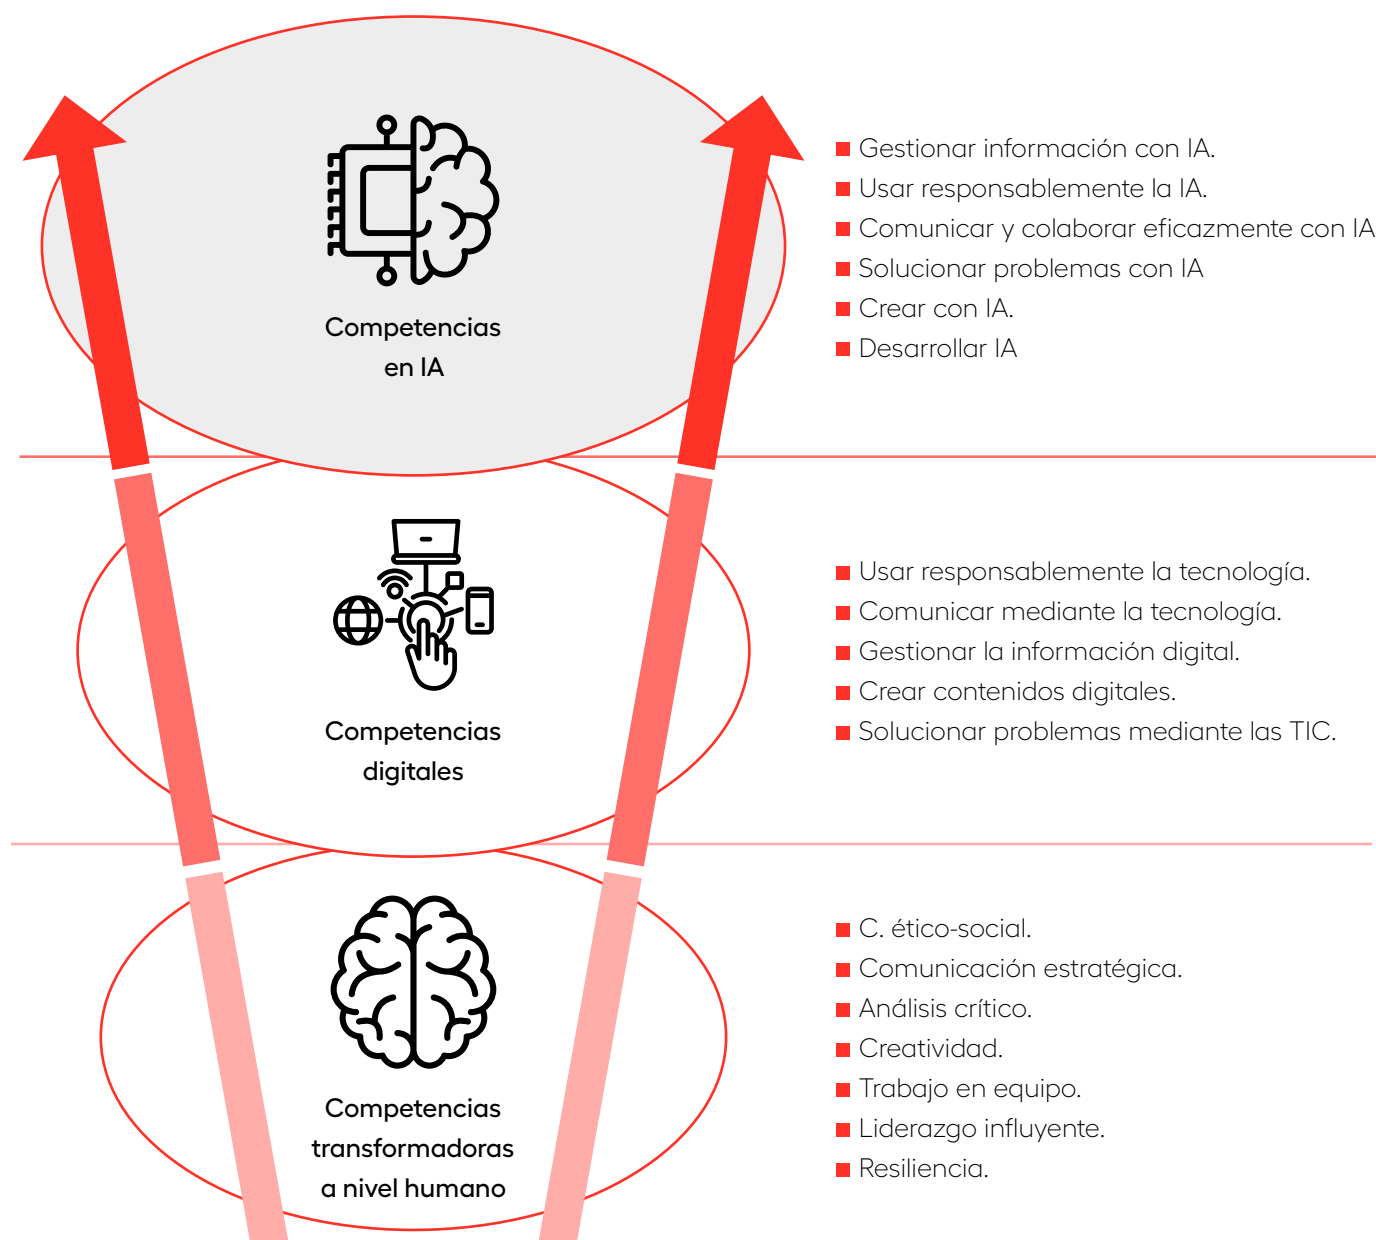 Competencias
en IA
Gestionar información con IA.
Usar responsablemente la IA.
Comunicar y colaborar eficazmente con IA
Solucionar problemas con IA
Crear con IA.
Desarrollar IA
Competencias
digitales
Usar responsablemente la tecnología.
Comunicar mediante la tecnología.
Gestionar la información digital.
Crear contenidos digitales.
Solucionar problemas mediante las TIC.
Competencias
transformadoras
a nivel humano
C. ético-social.
Comunicación estratégica.
Análisis crítico.
Creatividad.
Trabajo en equipo.
Liderazgo influyente.
Resiliencia.